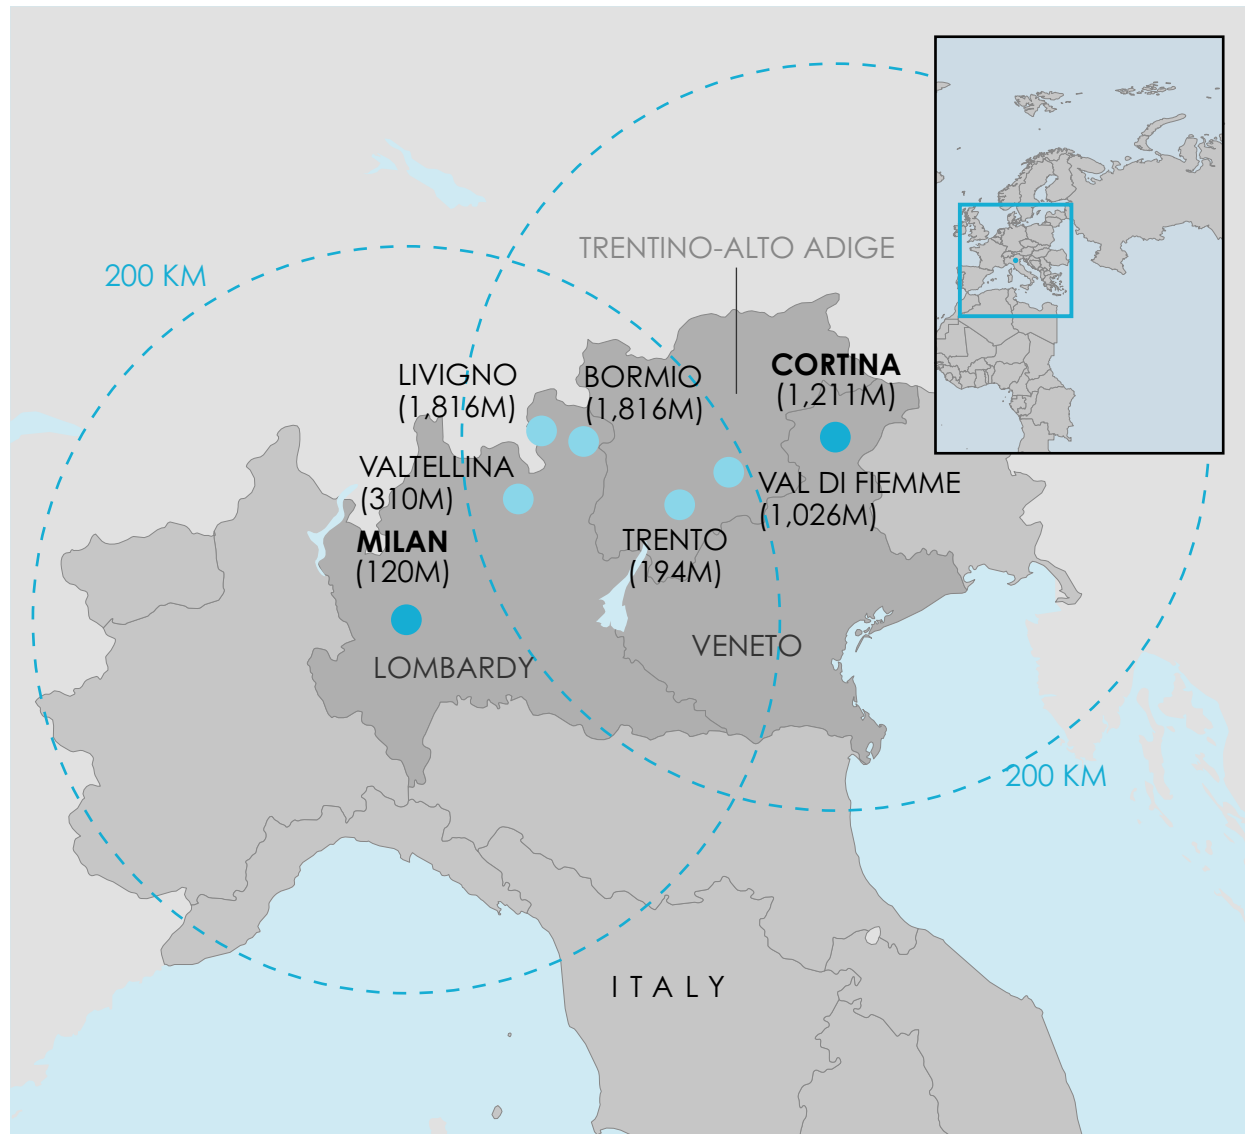 200 KM
TRENTINO-ALTO ADIGE
LIVIGNO
(1,816M)
BORMIO
(1,816M)
CORTINA
(1,211M)
VALTELLINA
(310M)
VAL DI FIEMME
(1,026M)
MILAN
(120M)
TRENTO
(194M)
VENETO
LOMBARDY
200 KM
ITALY